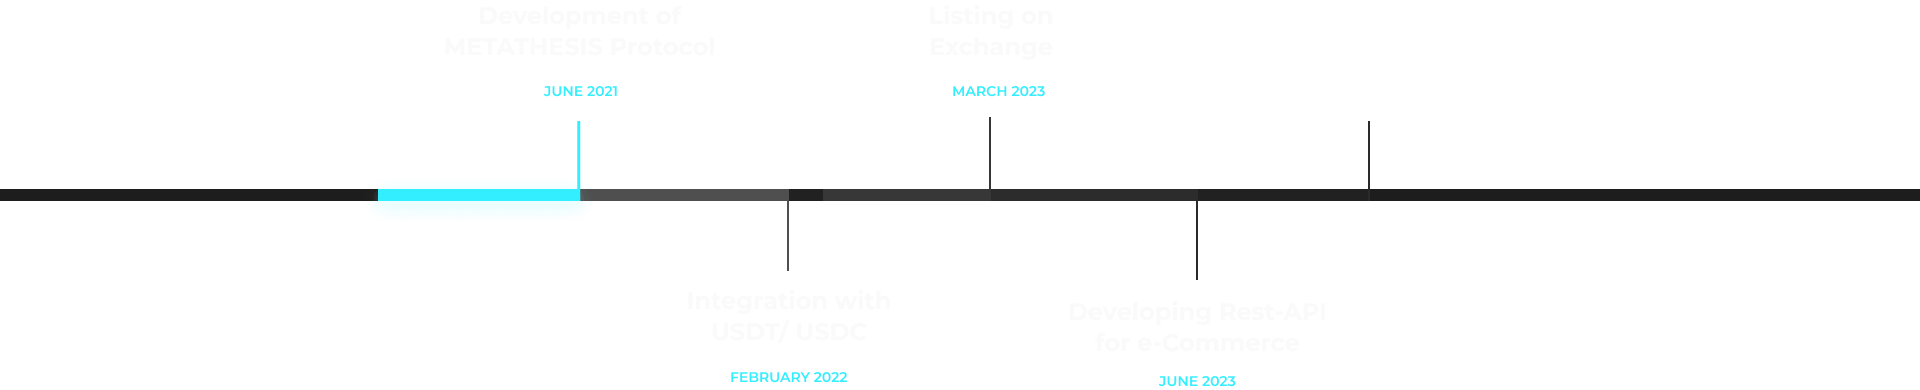 Development of
METATHESIS Protocol
JUNE 2021
Listing on
Exchange
MARCH 2023
Integration with
USDT/ USDC
FEBRUARY 2022
Developing Rest-API
for e-Commerce
JUNE 2023